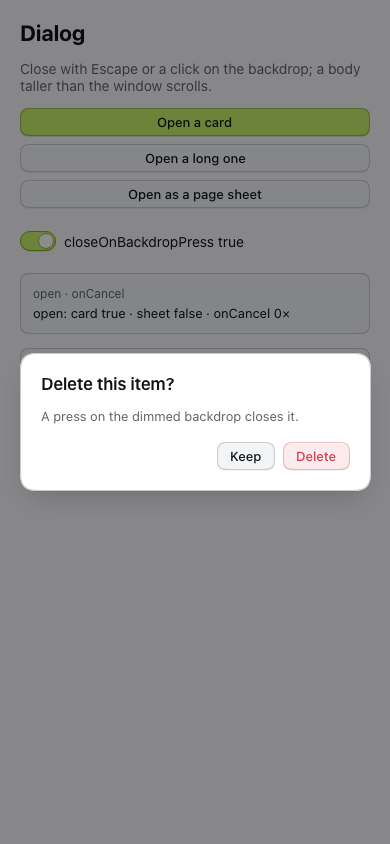 Dialog
Close with Escape or a click on the backdrop; a body
taller than the window scrolls.
Open a card
Open a long one
Open as a page sheet
closeOnBackdropPress true
open · onCancel
open: card true · sheet false · onCancel 0×
Delete this item?
A press on the dimmed backdrop closes it.
Keep
Delete